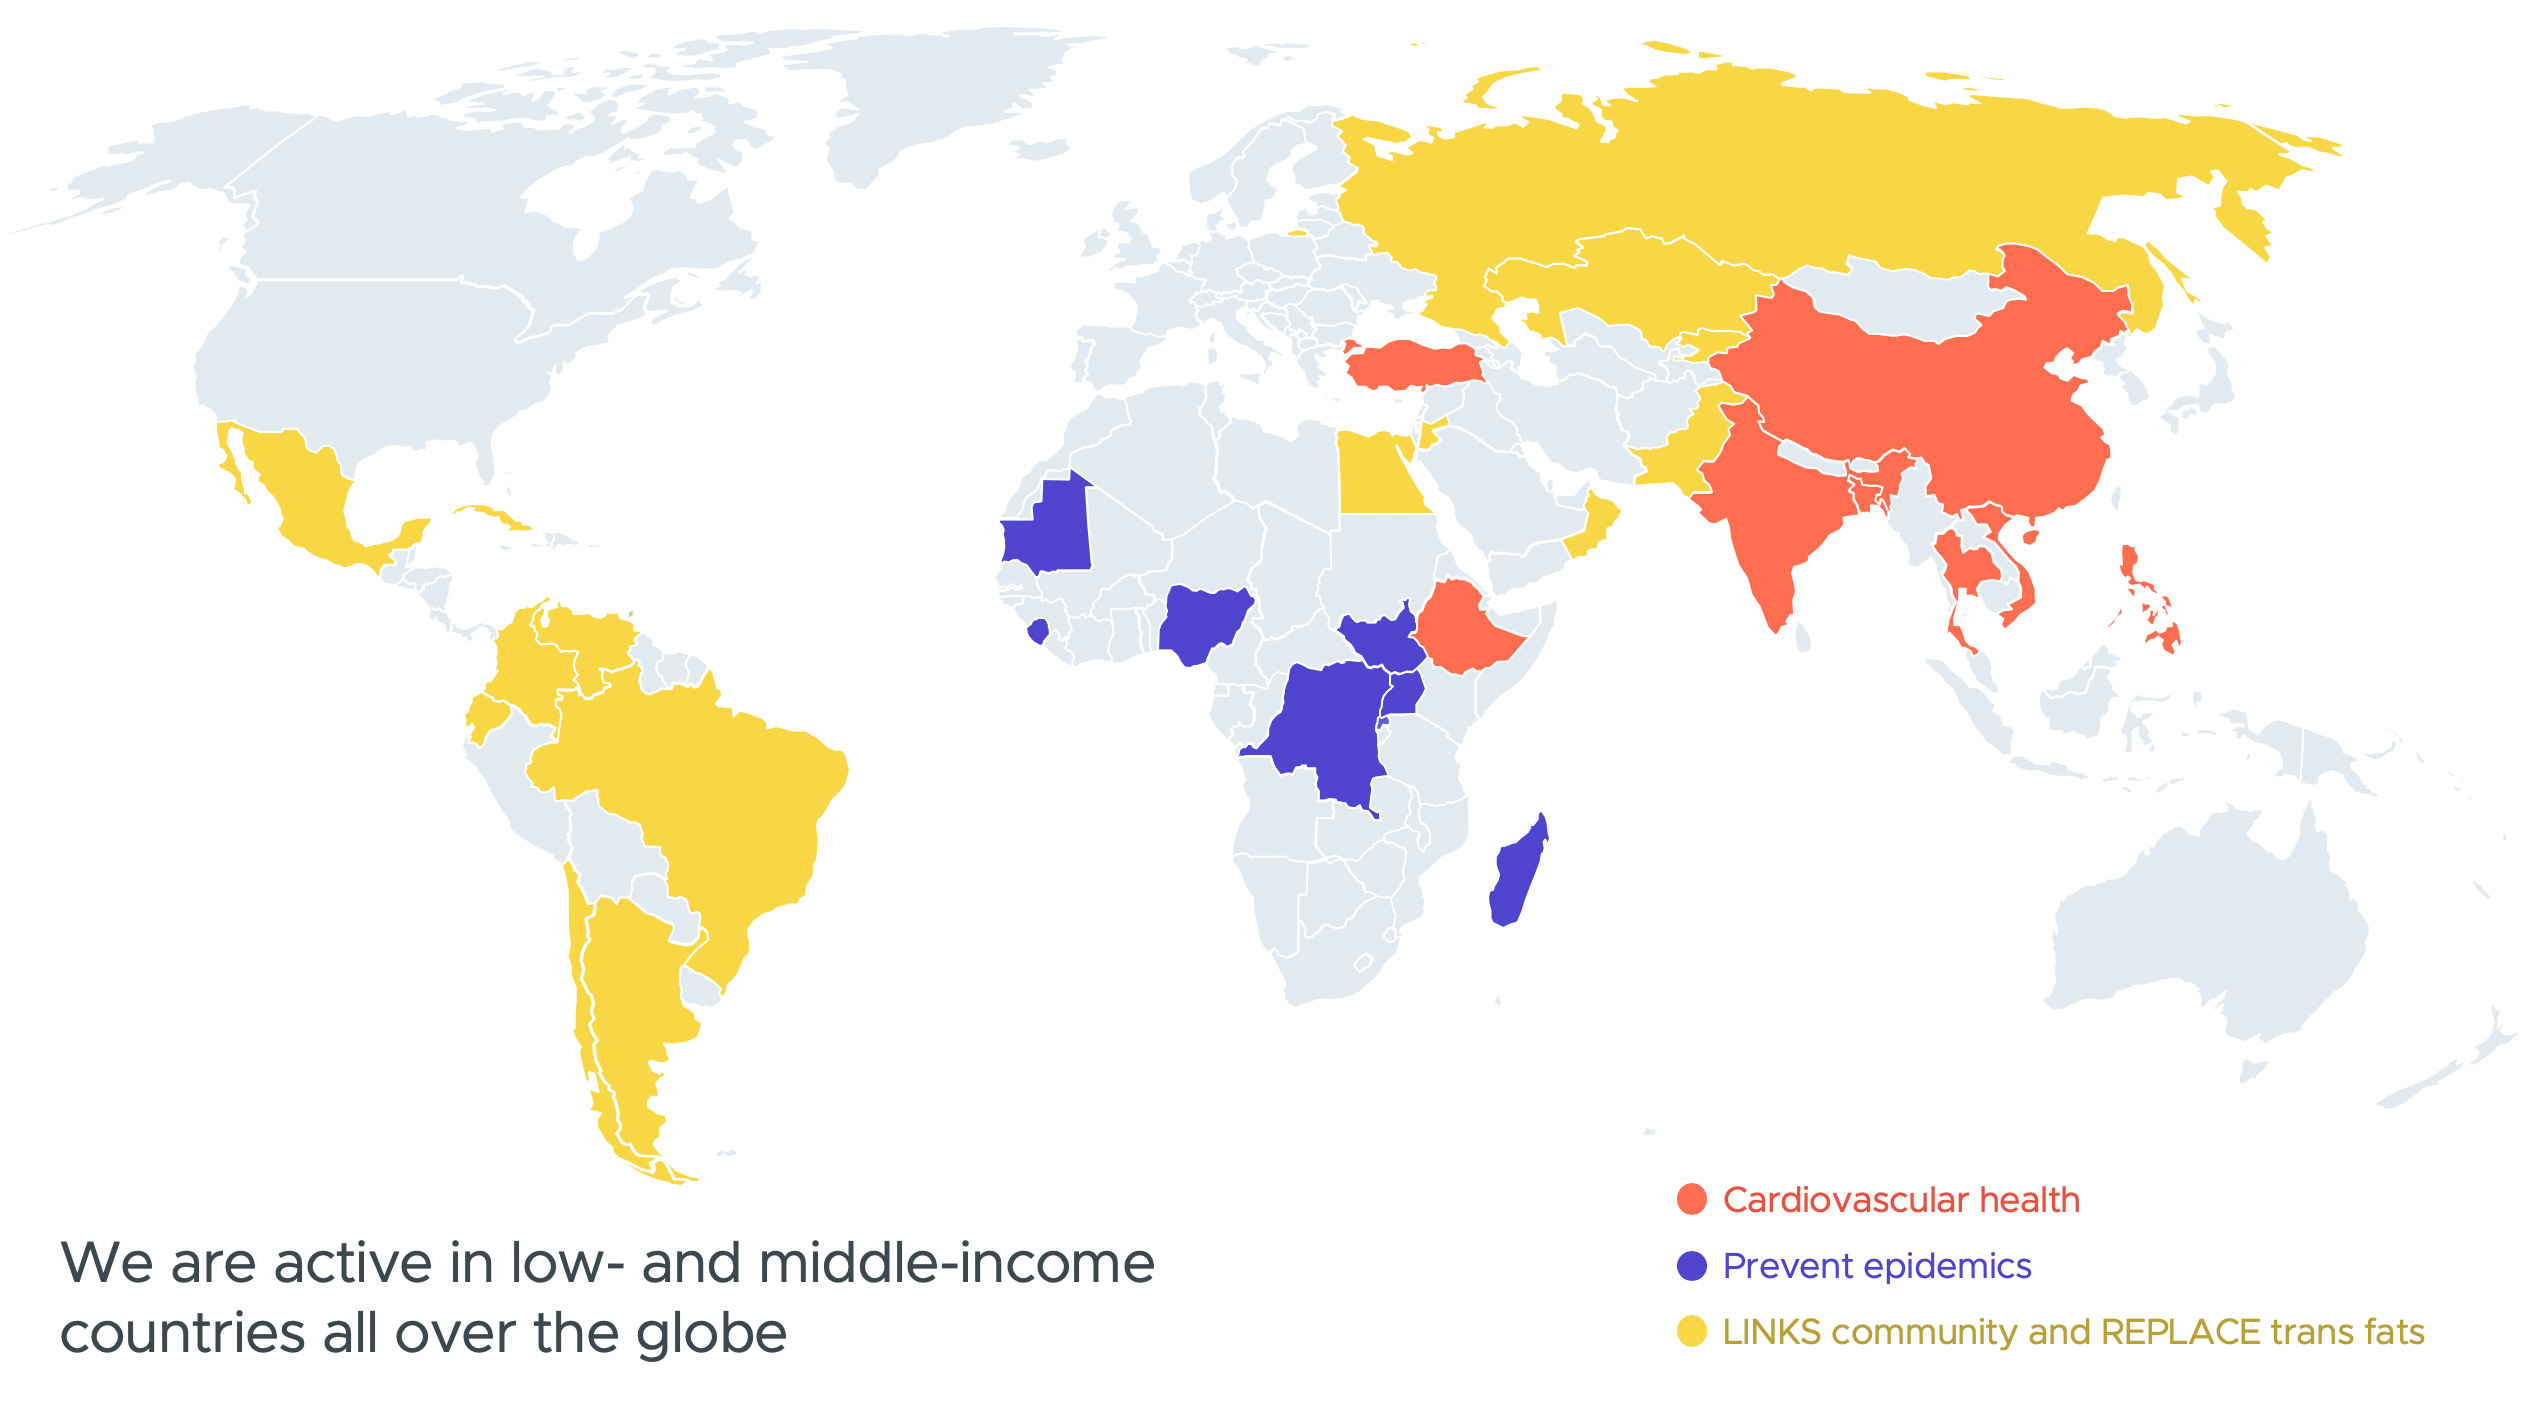 We are active in low- and middle-income
countries all over the globe
Cardiovascular health
Prevent epidemics
LINKS community and REPLACE trans fats